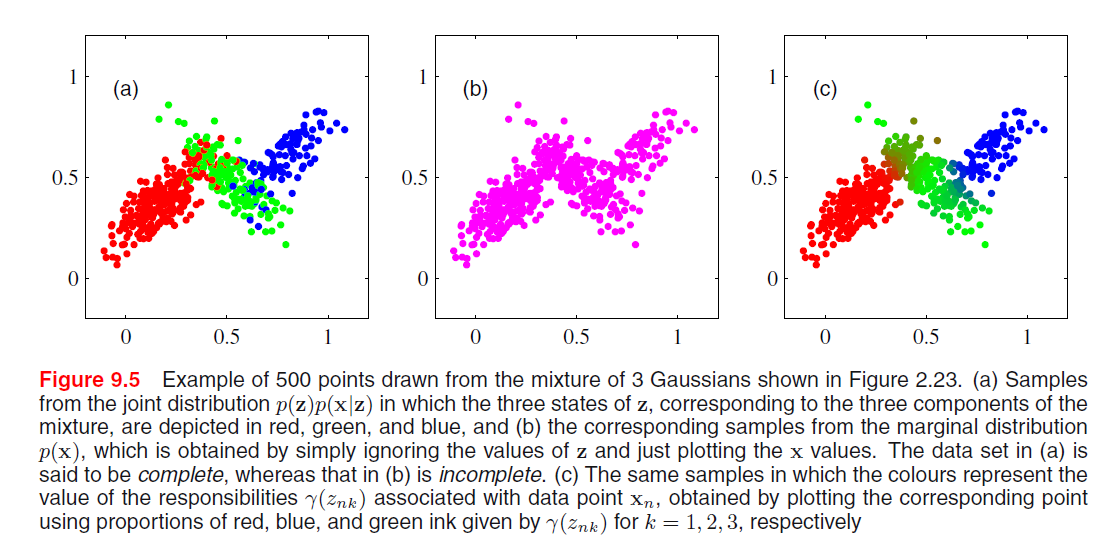 (a) (b) (c)
1 1 1
0.5 0.5 0.5
0 0 0
0 0.5 1 0 0.5 1 0 0.5 1
Figure 9.5 Example of 500 points drawn from the mixture of 3 Gaussians shown in Figure 2.23. (a) Samples
from the joint distribution p(z)p(x|z) in which the three states of z, corresponding to the three components of the
mixture, are depicted in red, green, and blue, and (b) the corresponding samples from the marginal distribution
p(x), which is obtained by simply ignoring the values of z and just plotting the x values. The data set in (a) is
said to be complete, whereas that in (b) is incomplete. (c) The same samples in which the colours represent the
value of the responsibilities γ(znk) associated with data point xn, obtained by plotting the corresponding point
using proportions of red, blue, and green ink given by γ(znk) for k = 1, 2, 3, respectively